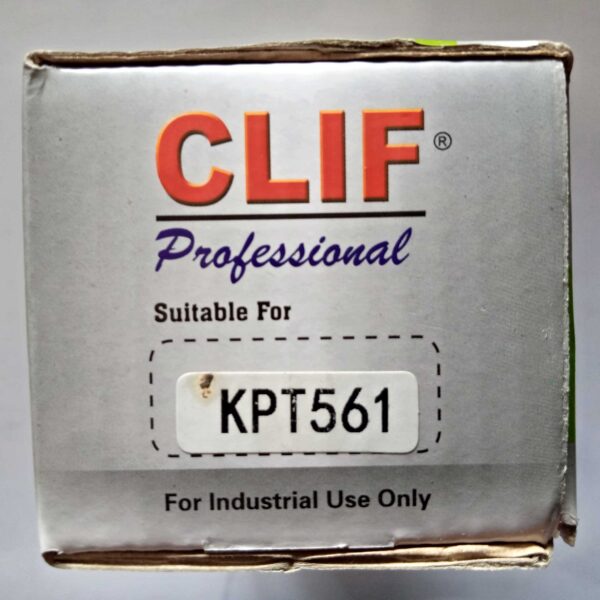 CLIF®
Professional
Suitable For
KPT561
For Industrial Use Only